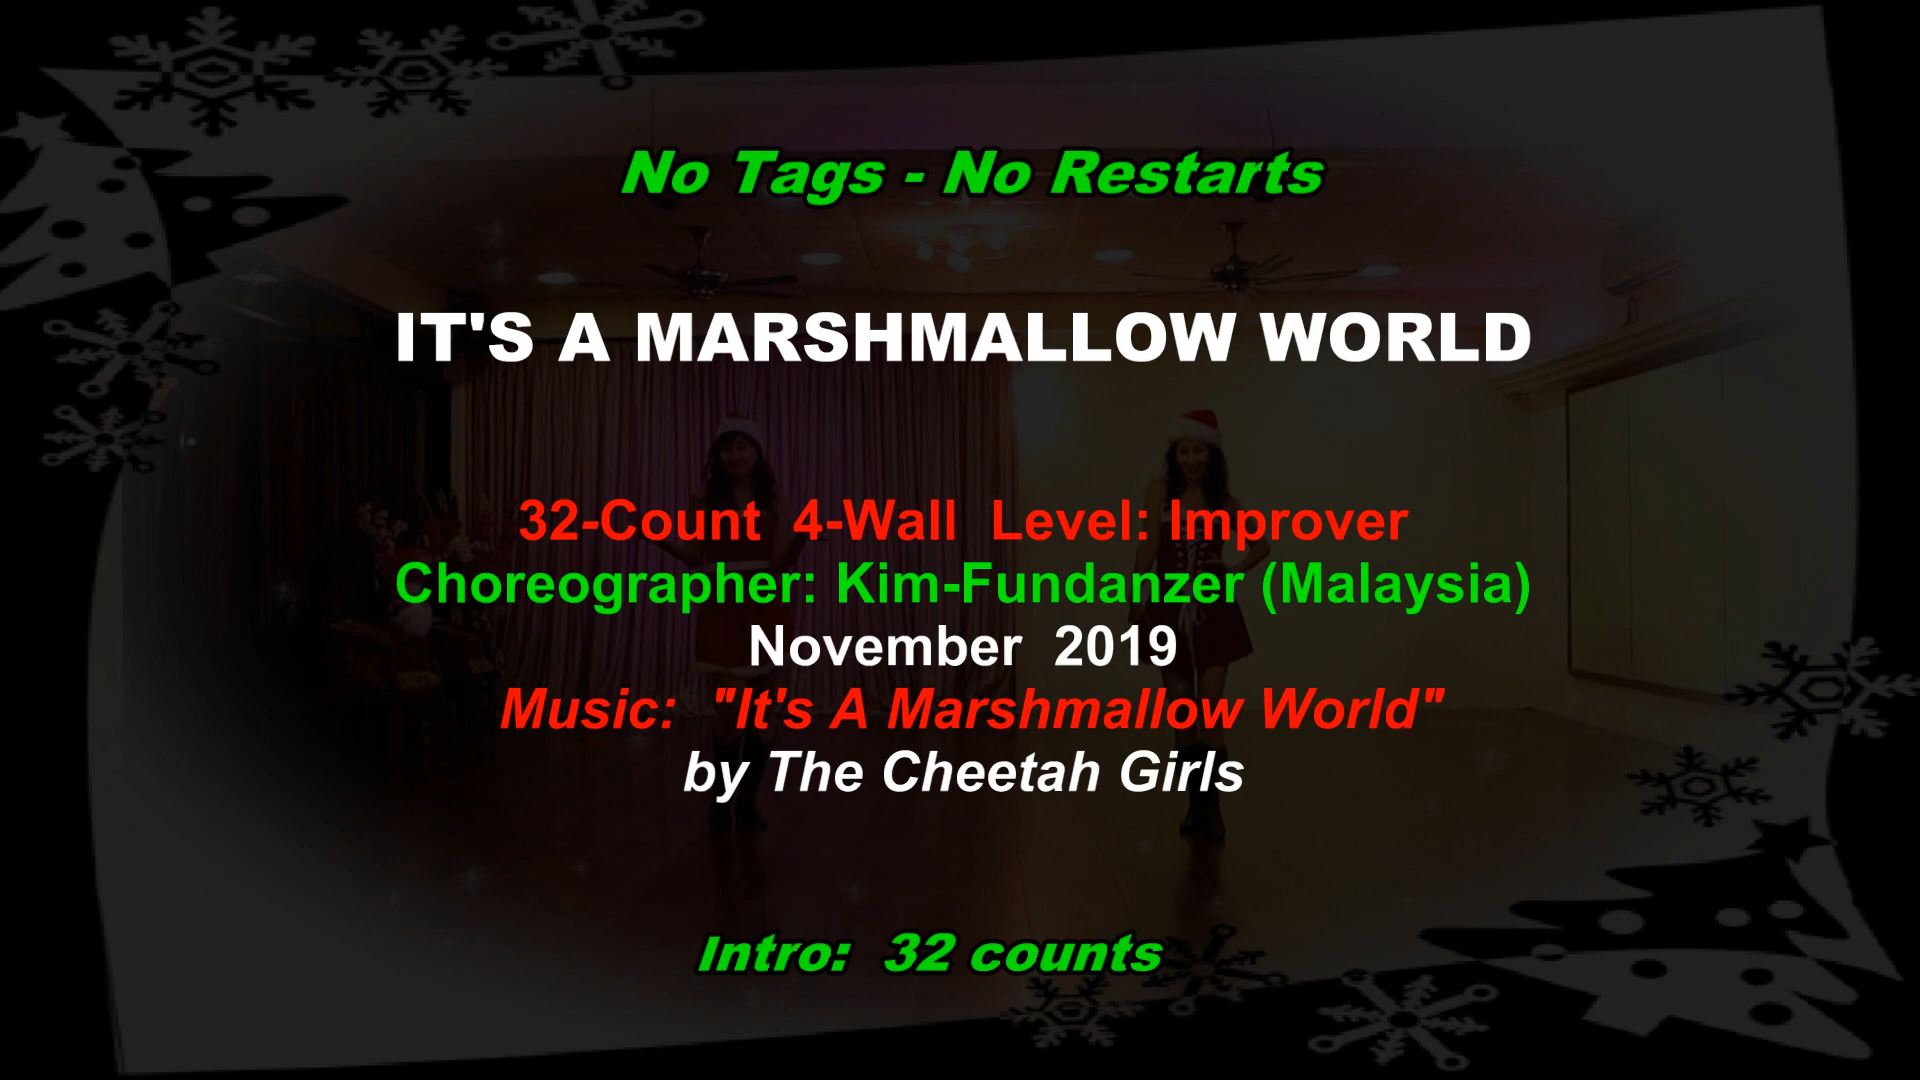 No Tags - No Restarts
IT'S A MARSHMALLOW WORLD
32-Count 4-Wall Level: Improver
Choreographer: Kim-Fundanzer (Malaysia)
November 2019
Music: "It's A Marshmallow World"
by The Cheetah Girls
Intro: 32 counts